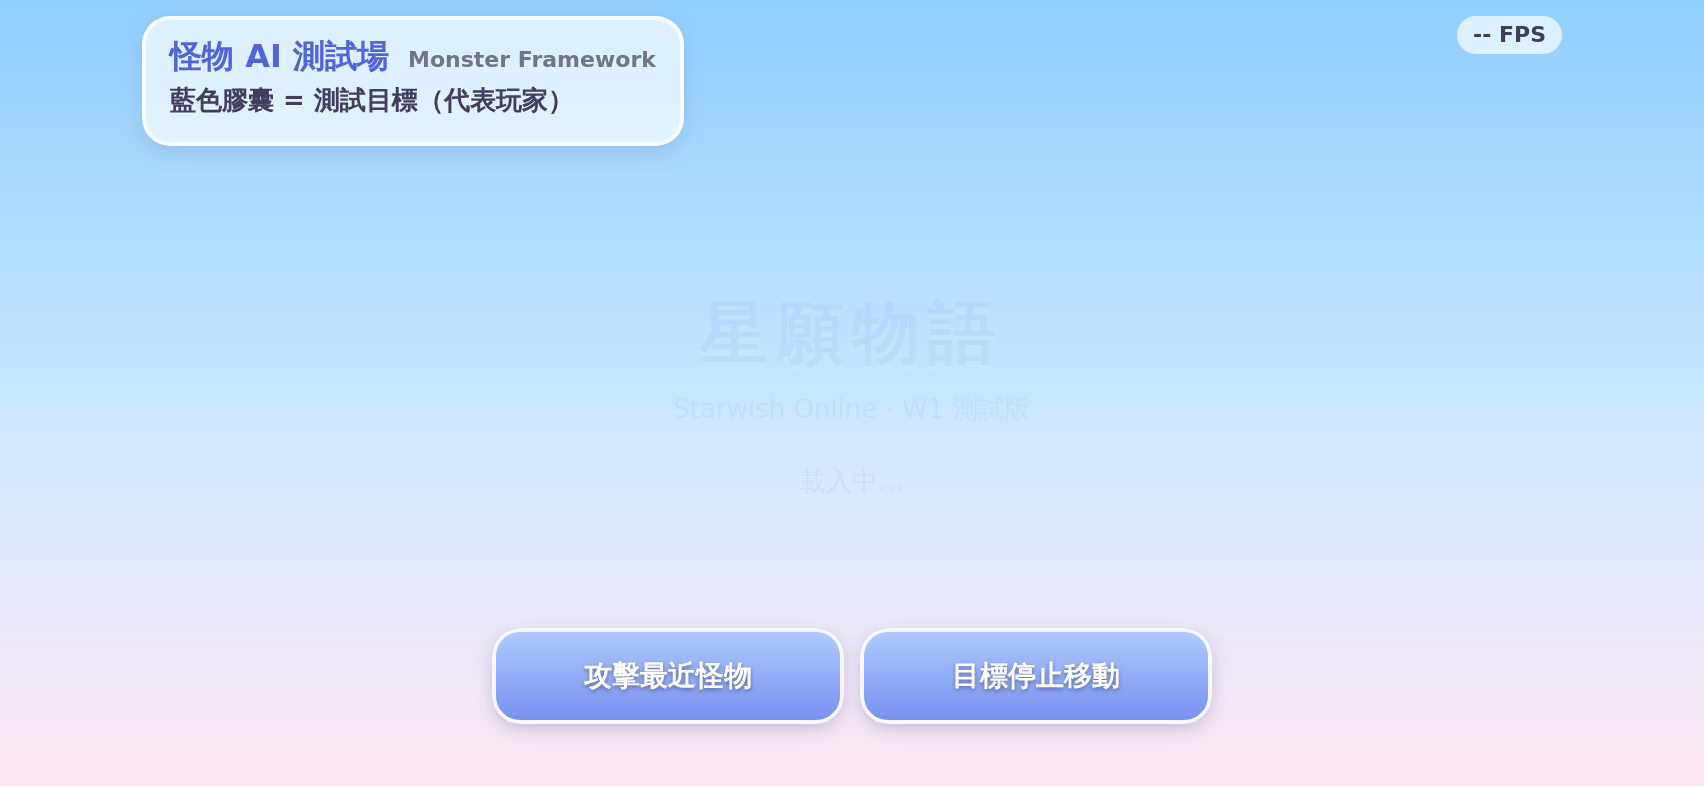 怪物 AI 測試場 Monster Framework
藍色膠囊 = 測試目標（代表玩家）
-- FPS
星願物語
Starwish Online · W1 測試版
載入中...
攻擊最近怪物
目標停止移動